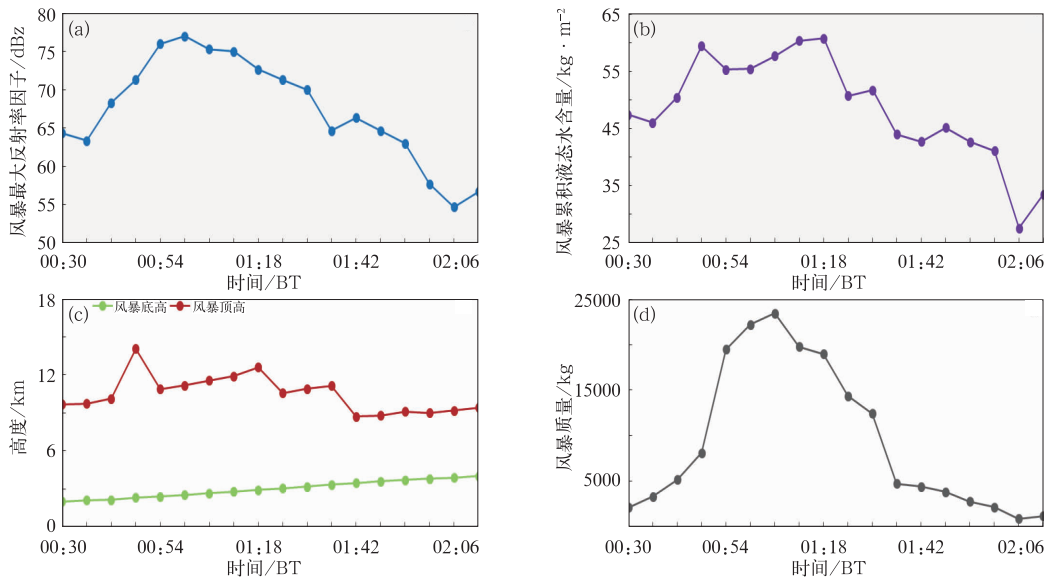 (a)
风暴最大反射率因子/dBz
80
75
70
65
60
55
50
00:30
00:54
01:18
01:42
02:06
时间/BT
(b)
风暴累积液态水含量/kg·m⁻²
65
55
45
35
25
00:30
00:54
01:18
01:42
02:06
时间/BT
(c)
风暴底高
风暴顶高
高度/km
18
12
6
0
00:30
00:54
01:18
01:42
02:06
时间/BT
(d)
风暴质量/kg
25000
15000
5000
00:30
00:54
01:18
01:42
02:06
时间/BT